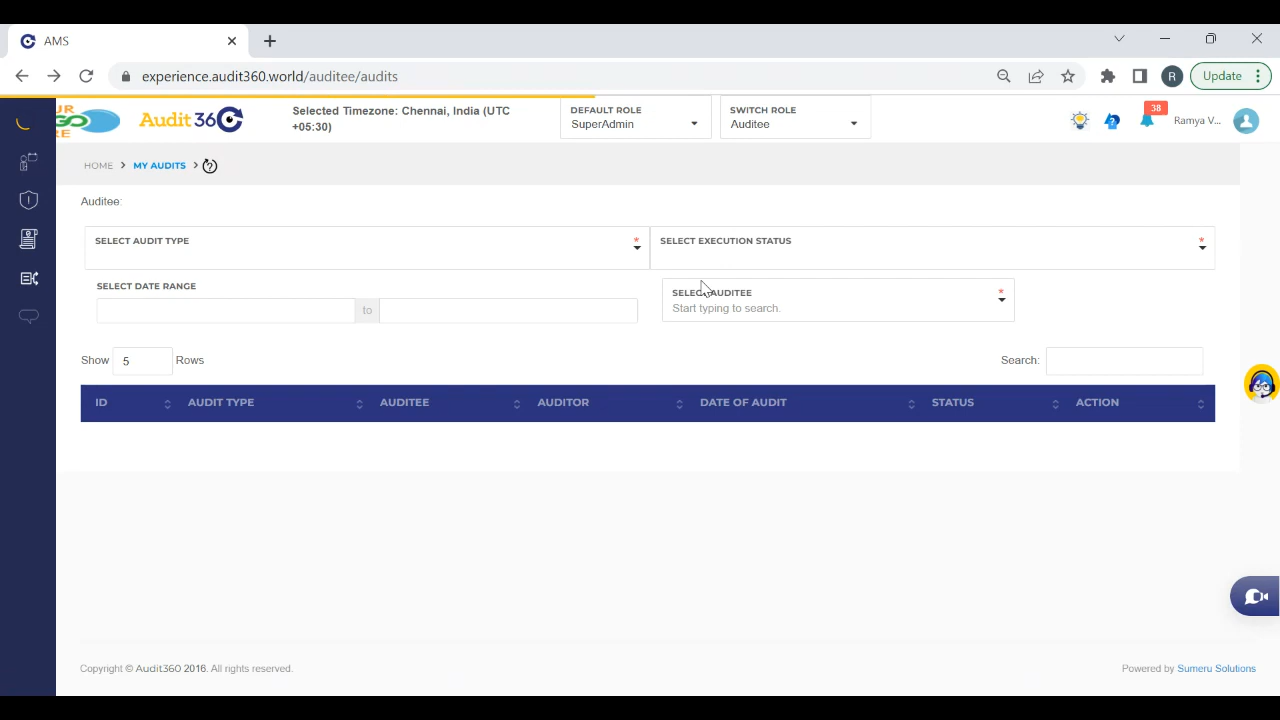 AMS
experience.audit360.world/auditee/audits
R
Update
UR
GO
RE
Audit 360
Selected Timezone: Chennai, India (UTC
+05:30)
DEFAULT ROLE
SuperAdmin
SWITCH ROLE
Auditee
38
Ramya V...
HOME > MY AUDITS >
Auditee:
SELECT AUDIT TYPE *
SELECT EXECUTION STATUS *
SELECT DATE RANGE
to
SELECT AUDITEE *
Start typing to search.
Show 5 Rows
Search:
ID AUDIT TYPE AUDITEE AUDITOR DATE OF AUDIT STATUS ACTION
Copyright © Audit360 2016. All rights reserved.
Powered by Sumeru Solutions